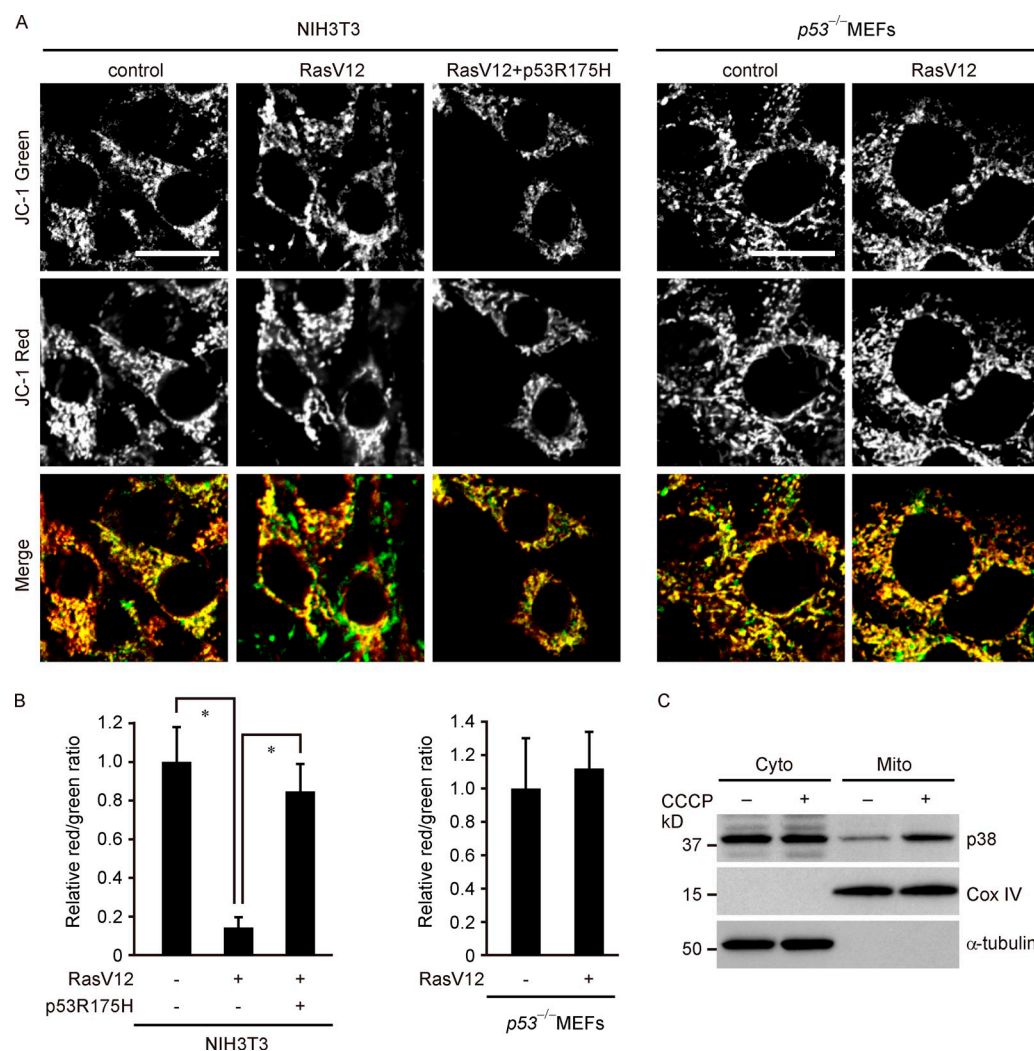 A
NIH3T3
p53−/−MEFs
control
RasV12
RasV12+p53R175H
control
RasV12
JC-1 Green
JC-1 Red
Merge
B
Relative red/green ratio
1.2
1.0
0.8
0.6
0.4
0.2
0
*
*
RasV12 - + +
p53R175H - - +
NIH3T3
Relative red/green ratio
1.4
1.2
1.0
0.8
0.6
0.4
0.2
0
RasV12 - +
p53−/−MEFs
C
Cyto Mito
CCCP − + − +
kD
37 p38
15 Cox IV
50 α-tubulin